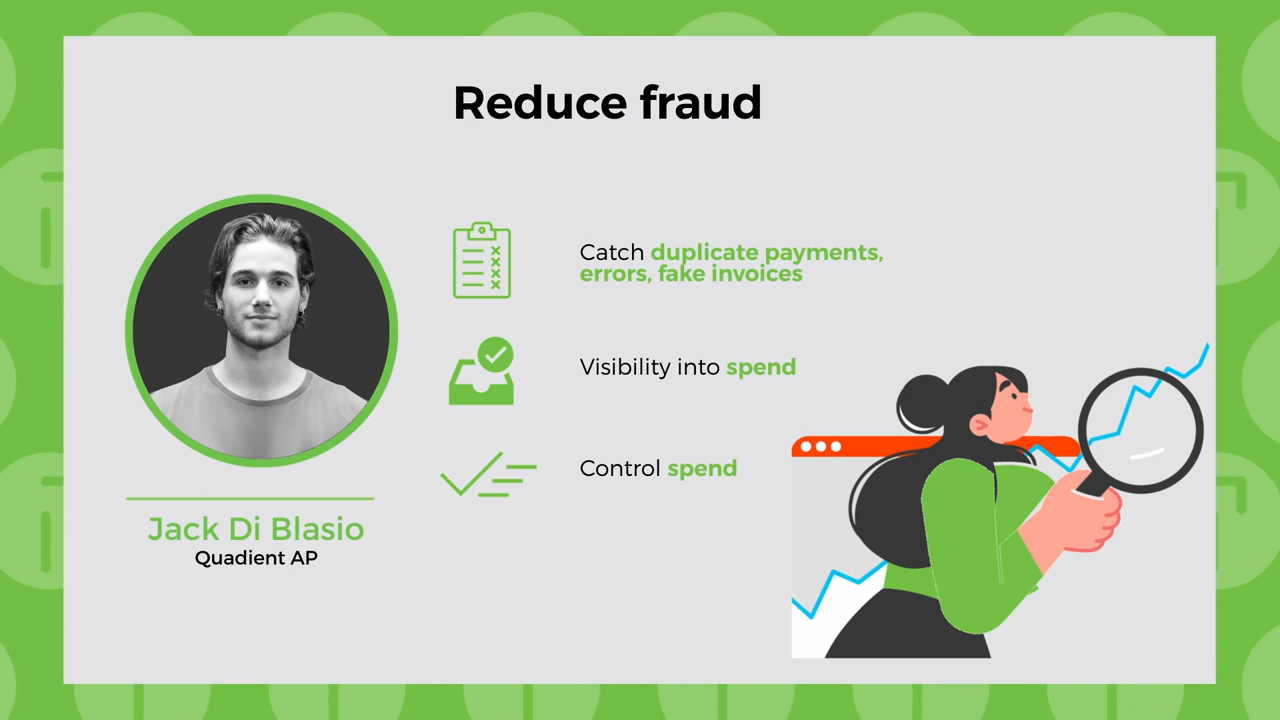 Reduce fraud
Catch duplicate payments,
errors, fake invoices
Visibility into spend
Control spend
Jack Di Blasio
Quadient AP